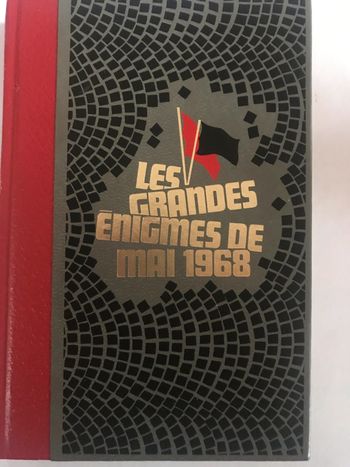 LES
GRANDES
ENIGMES DE
MAI 1968